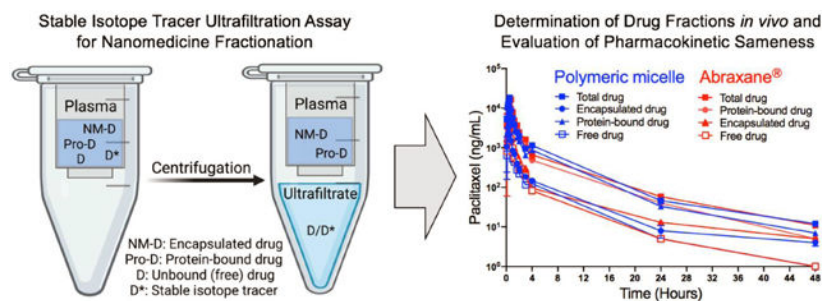 Stable Isotope Tracer Ultrafiltration Assay
for Nanomedicine Fractionation
Plasma
NM-D
Pro-D
D D*
Centrifugation
Plasma
NM-D
Pro-D
Ultrafiltrate
D/D*
NM-D: Encapsulated drug
Pro-D: Protein-bound drug
D: Unbound (free) drug
D*: Stable isotope tracer
Determination of Drug Fractions in vivo and
Evaluation of Pharmacokinetic Sameness
Polymeric micelle Abraxane®
Total drug Total drug
Encapsulated drug Protein-bound drug
Protein-bound drug Encapsulated drug
Free drug Free drug
Paclitaxel (ng/mL)
10⁵
10⁴
10³
10²
10¹
10⁰
0 4 20 24 28 32 36 40 44 48
Time (Hours)